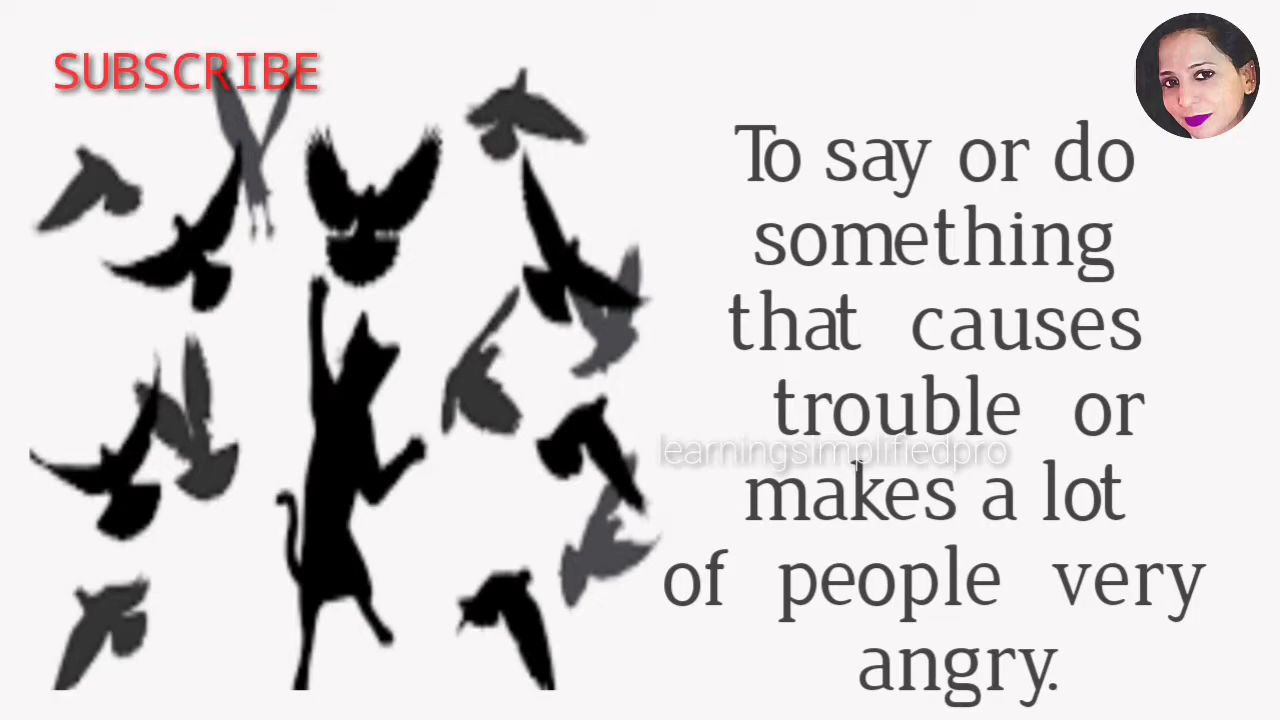 SUBSCRIBE
To say or do
something
that causes
trouble or
learningsimplifiedpro
makes a lot
of people very
angry.